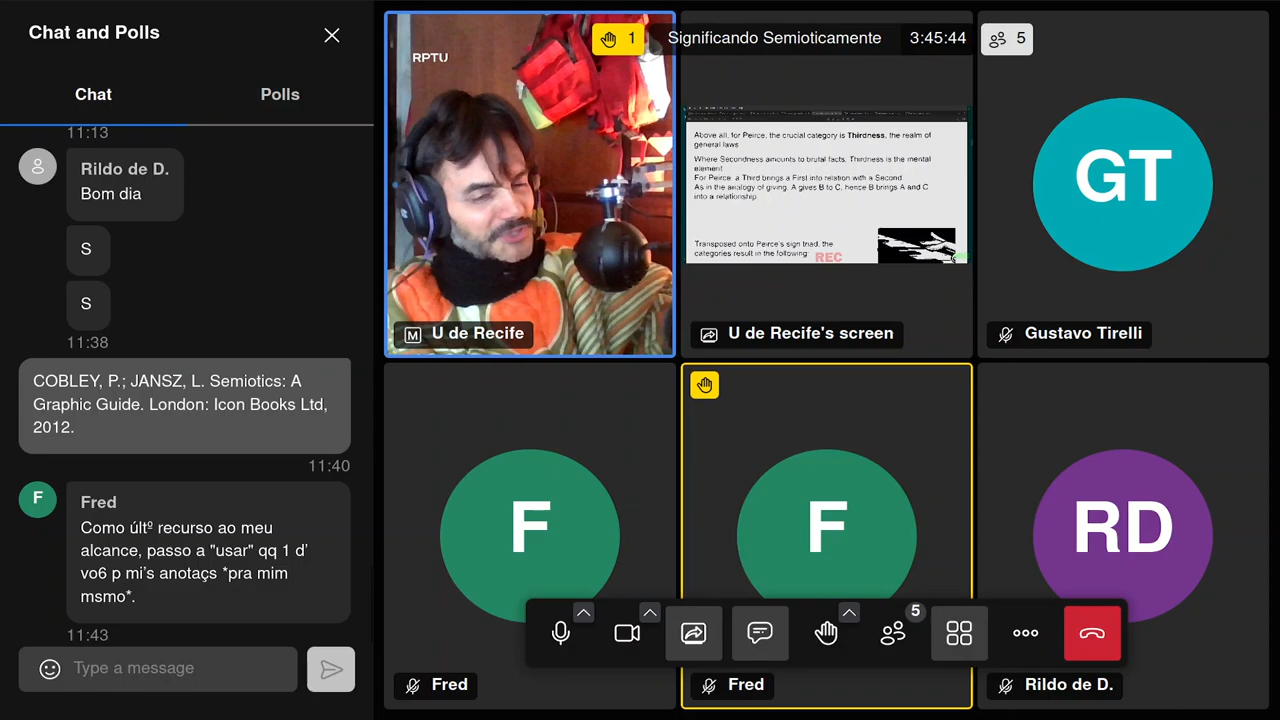 Chat and Polls
Chat
Polls
11:13
Rildo de D.
Bom dia
S
S
11:38
COBLEY, P.; JANSZ, L. Semiotics: A
Graphic Guide. London: Icon Books Ltd,
2012.
11:40
F
Fred
Como últº recurso ao meu
alcance, passo a "usar" qq 1 d'
vo6 p mi's anotaçs *pra mim
msmo*.
11:43
Type a message
RPTU
1
Significando Semioticamente
3:45:44
5
M
U de Recife
Above all, for Peirce, the crucial category is Thirdness, the realm of
general laws
Where Secondness amounts to brutal facts, Thirdness is the mental
element
For Peirce, a Third brings a First into relation with a Second
As in the analogy of giving, A gives B to C, hence B brings A and C
into a relationship
Transposed onto Peirce's sign triad, the
categories result in the following:
REC
U de Recife's screen
GT
Gustavo Tirelli
F
Fred
F
Fred
RD
Rildo de D.
5